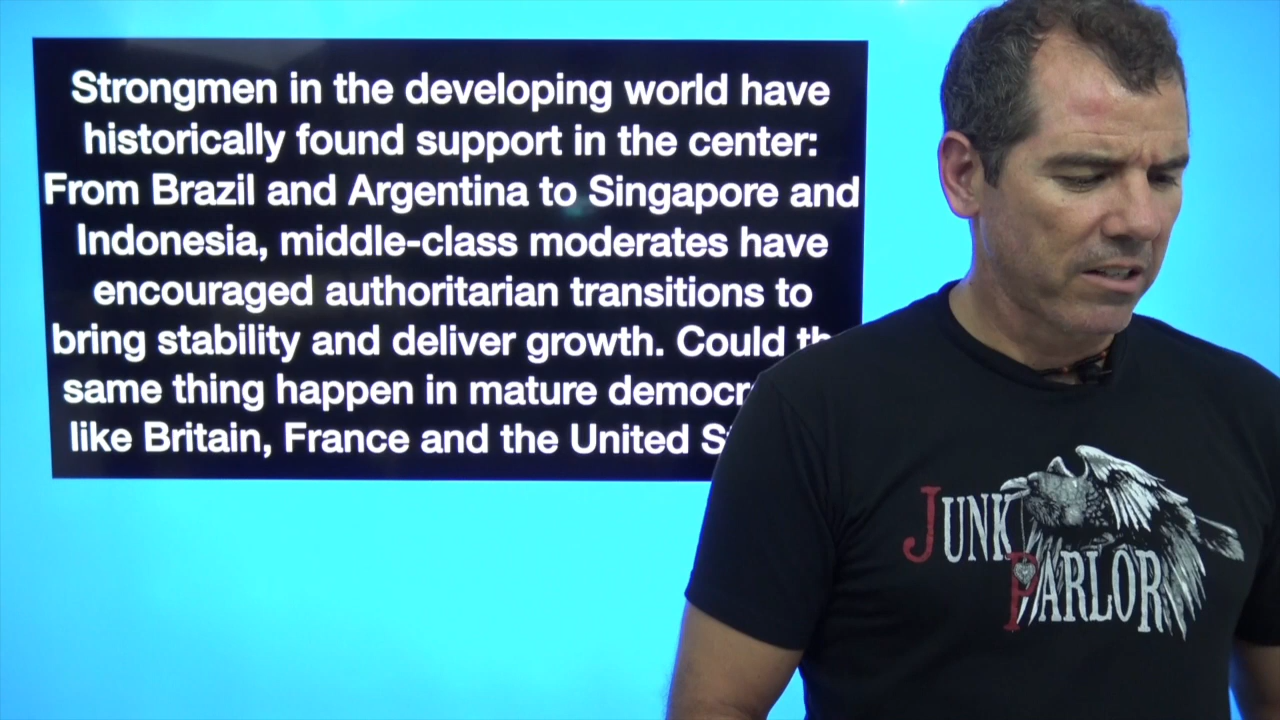 Strongmen in the developing world have
historically found support in the center:
From Brazil and Argentina to Singapore and
Indonesia, middle-class moderates have
encouraged authoritarian transitions to
bring stability and deliver growth. Could
same thing happen in mature
like Britain, France and the United
JUNK
PARLOR